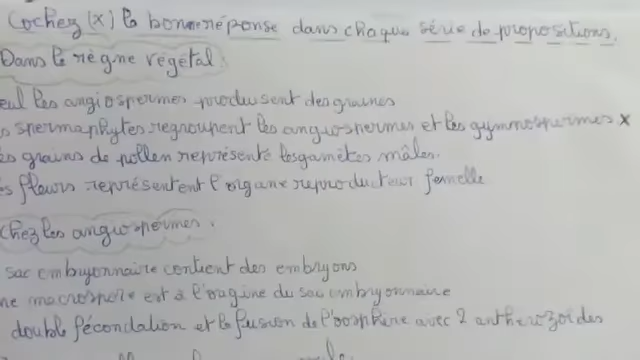 Cochez (X) la bonne réponse dans chaque série de propositions.
Dans le règne végétal
eul les angiospermes produisent des graines
s spermaphytes regroupent les angiospermes et les gymnospermes x
es grains de pollen représente les gamètes mâles.
es fleurs représentent l'organe reproducteur femelle
Chez les angiospermes.
sac embryonnaire contient des embryons
ne macrospore est à l'origine du sac embryonnaire
double fécondation et la fusion de l'oosphère avec 2 anthérozoïdes